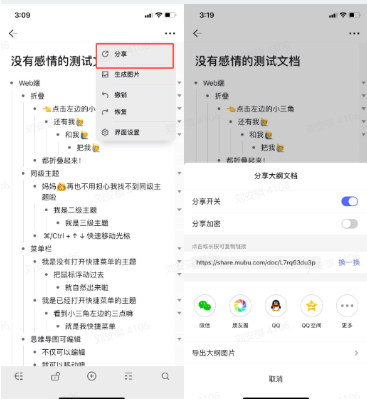 3:09
没有感情的测试文
分享
生成图片
撤销
恢复
界面设置
Web端
折叠
点击左边的小
还有我
和我
把我
都折叠起来!
同级主题
妈妈再也不用担心我找不到同级主
题啦
我是二级主题
我是三级主题
⌘/Ctrl + ↑ ↓ 快速移动光标
菜单栏
我是没有打开快捷菜单的主题
把鼠标浮动过去
就自然出来啦
我是已经打开快捷菜单的主题
看到小三角左边的三点嘛
就是我快捷菜单
思维导图可编辑
不仅可以编辑
3:19
没有感情的测试文档
Web端
折叠
点击左边的小三角
还有我
和我
把我
都折叠起来!
分享大纲文档
分享开关
分享加密
点击或长按可复制链接
https://share.mubu.com/doc/L7rq63du3p
换一换
微信
朋友圈
QQ
QQ空间
更多
导出大纲图片
取消